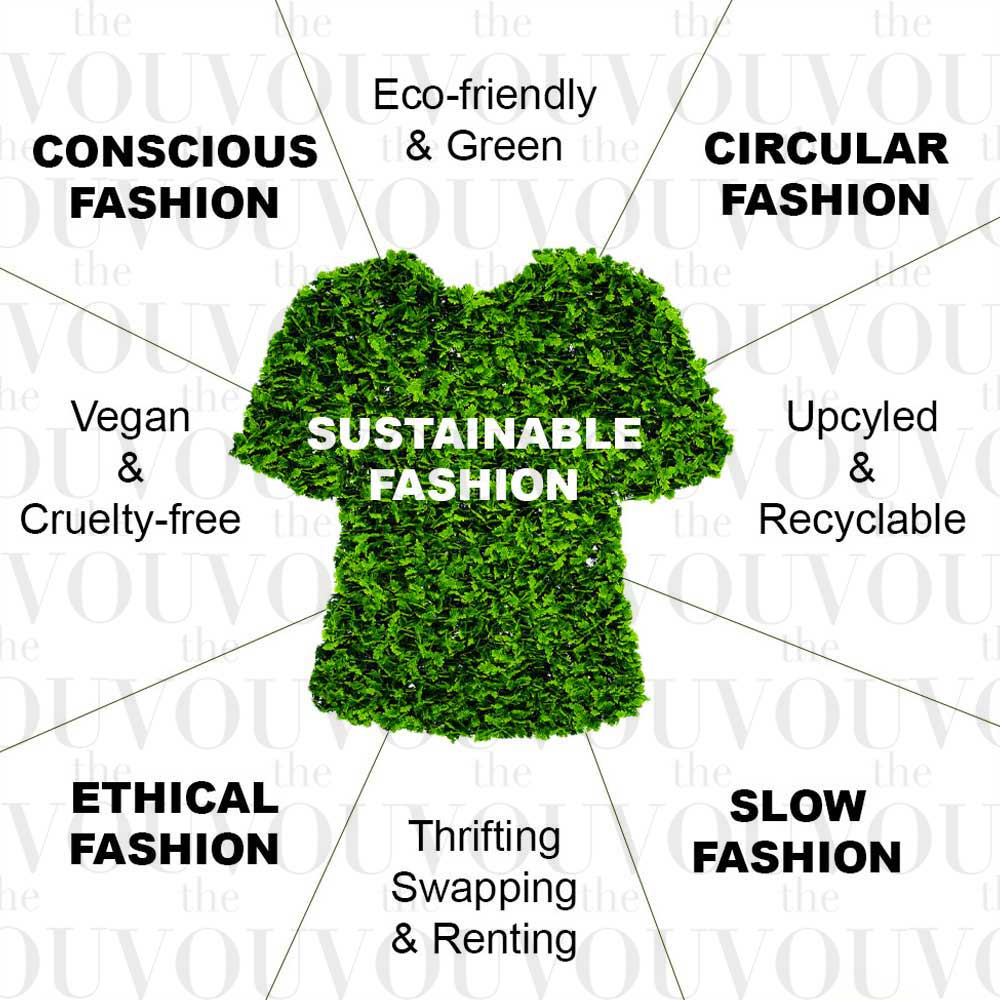 Eco-friendly
& Green
CONSCIOUS
FASHION
CIRCULAR
FASHION
Vegan
&
Cruelty-free
SUSTAINABLE
FASHION
Upcyled
&
Recyclable
ETHICAL
FASHION
Thrifting
Swapping
& Renting
SLOW
FASHION